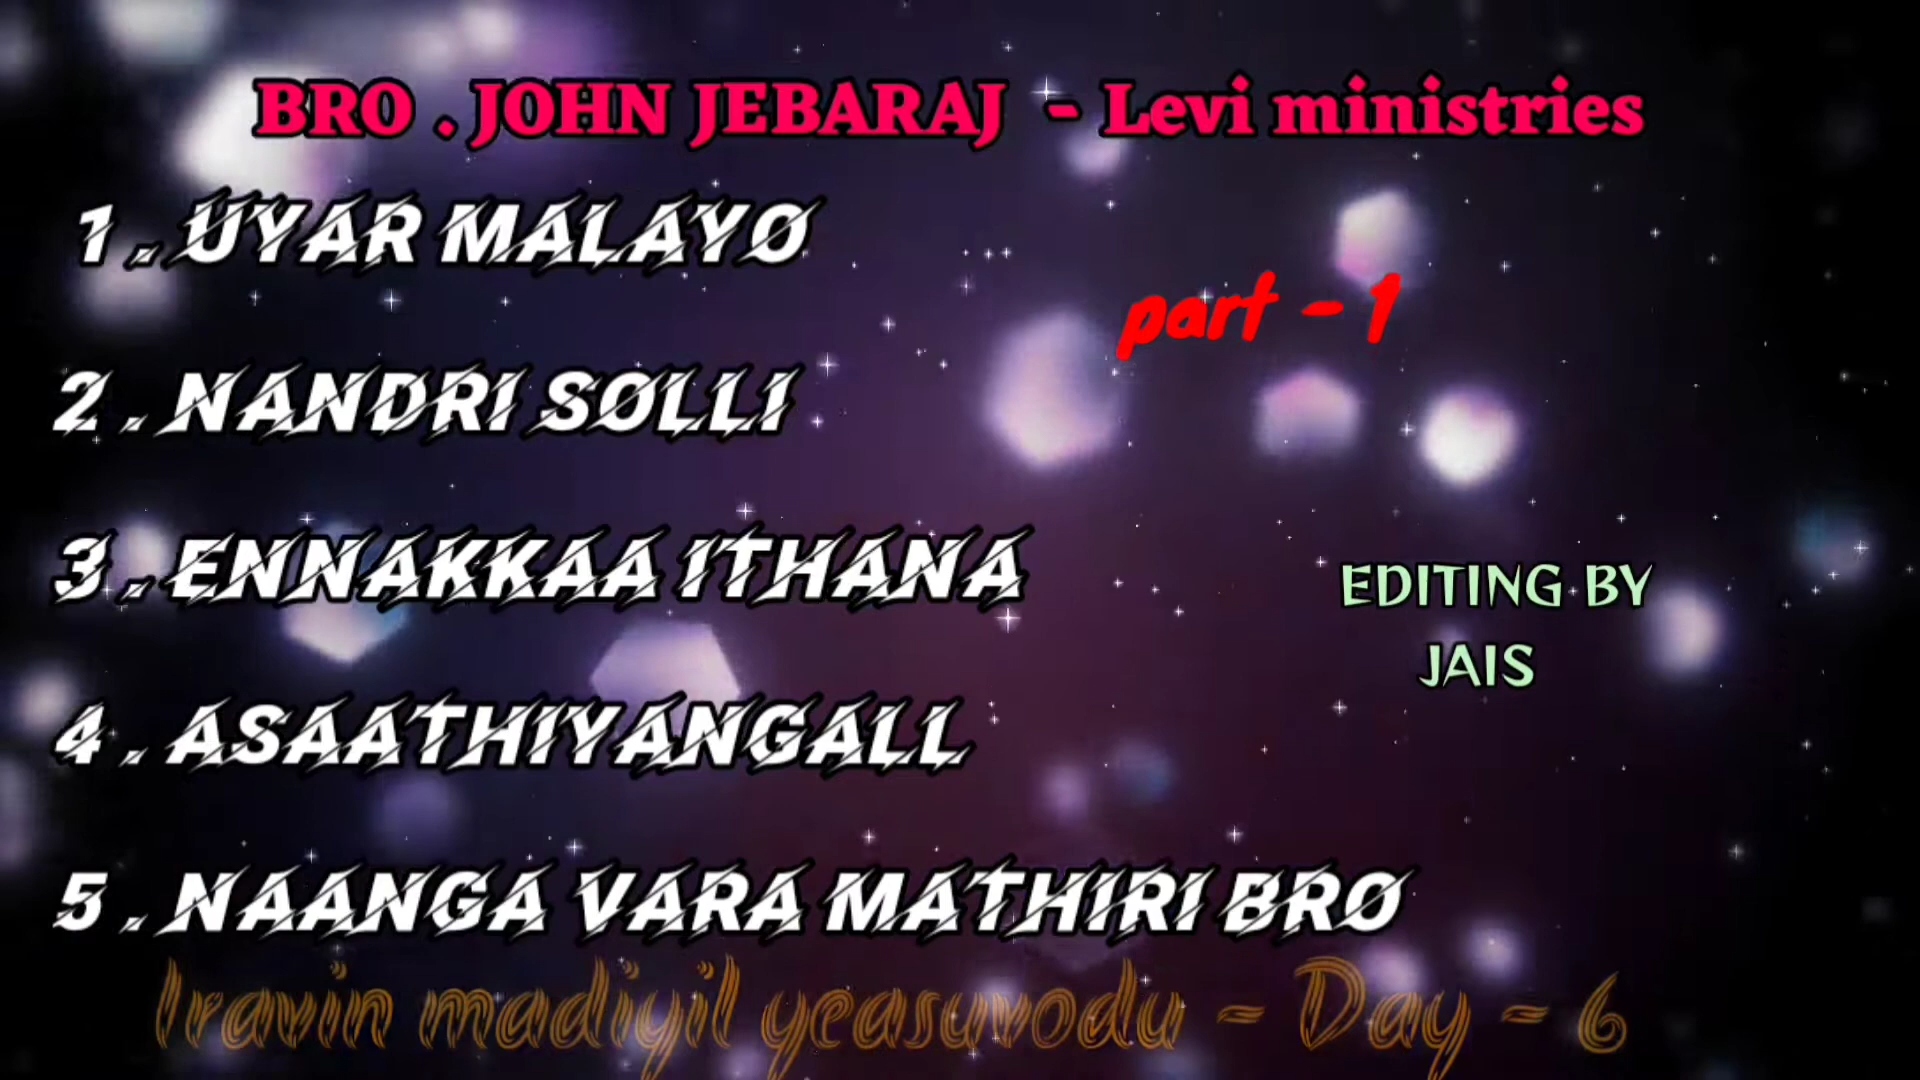 BRO . JOHN JEBARAJ - Levi ministries
1 . UYAR MALAYO
part - 1
2 . NANDRI SOLLI
3 . ENNAKKAA ITHANA
EDITING BY
JAIS
4 . ASAATHIYANGALL
5 . NAANGA VARA MATHIRI BRO
Iravin madiyil yeasuvodu - Day - 6